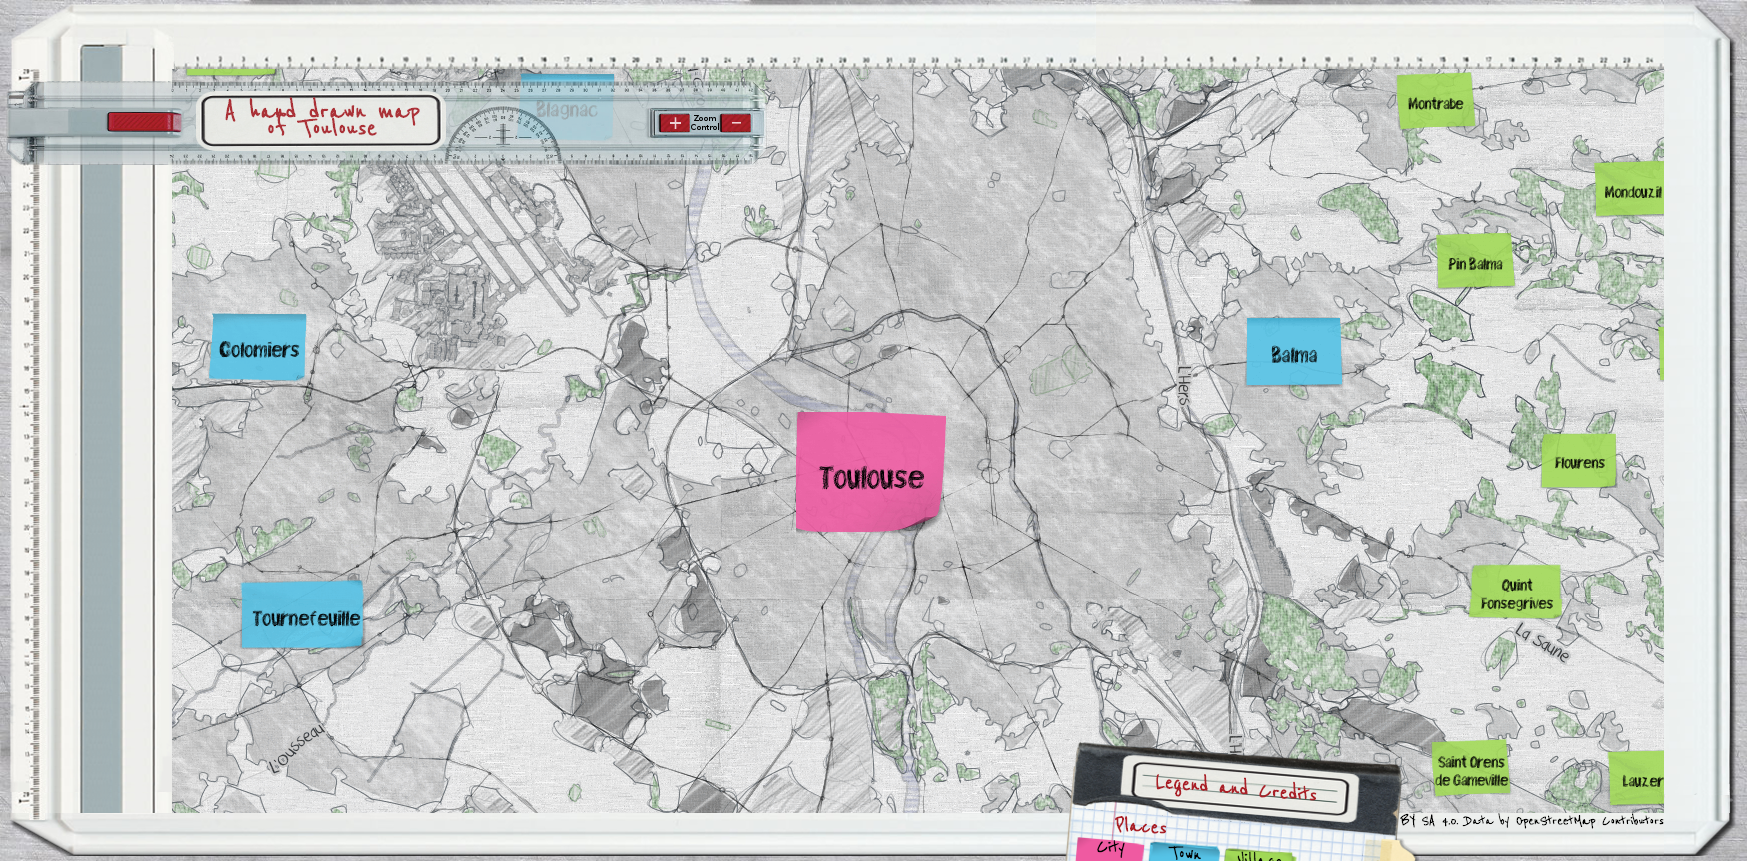 A hand drawn map
of Toulouse
Blagnac
Zoom
Control
Montrabe
Mondouzil
Pin Balma
Colomiers
Balma
L'Hers
Toulouse
Flourens
Tournefeuille
Quint
Fonsegrives
La Saune
L'Ousseau
L'H
Saint Orens
de Gameville
Lauzer
Legend and Credits
BY SA 4.0. Data by OpenStreetMap Contributors
Places
City
Town
Village